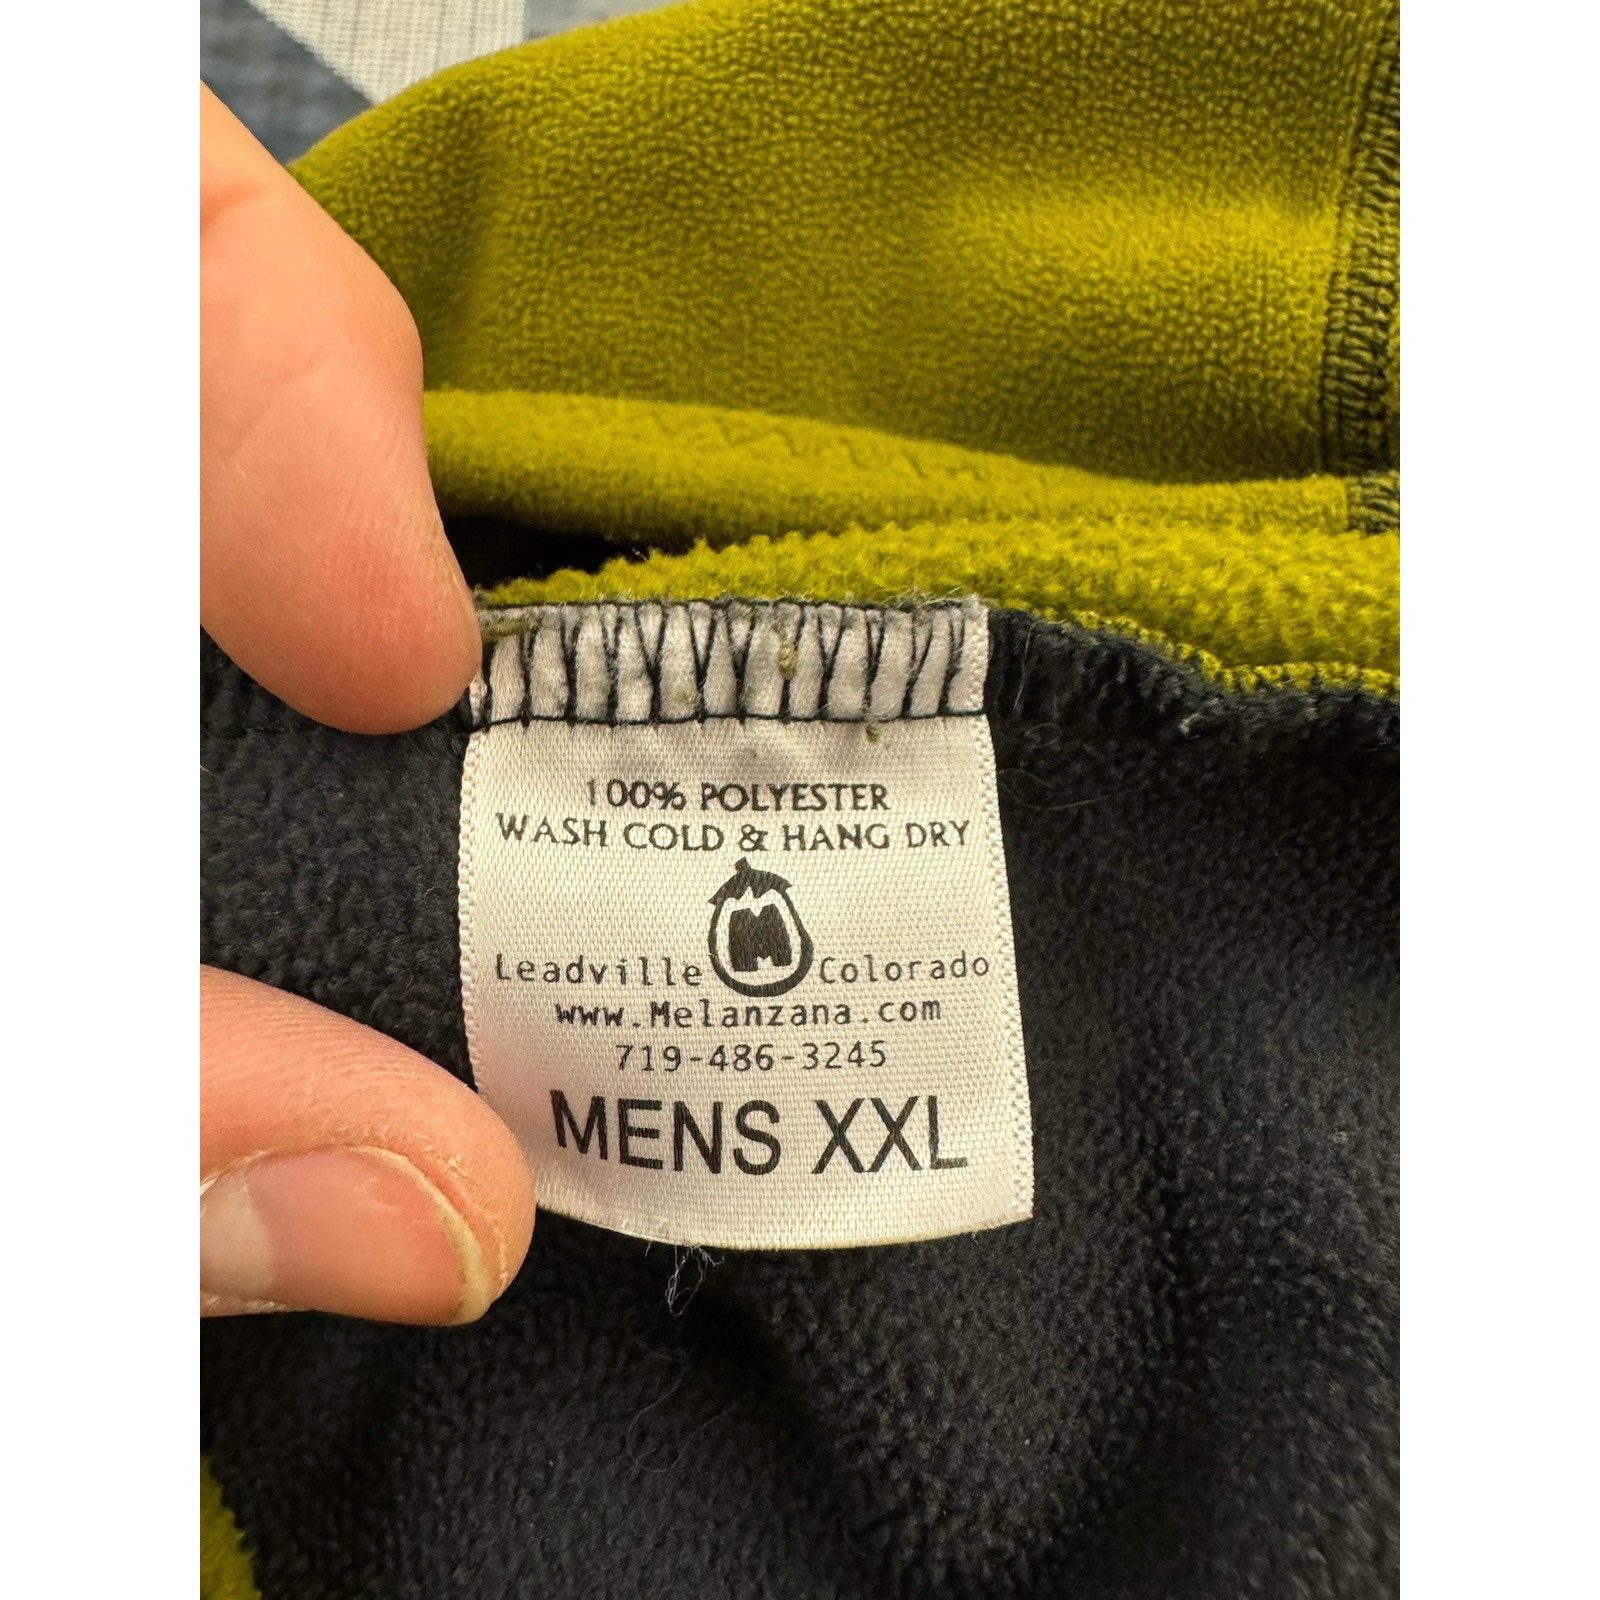 100% POLYESTER
WASH COLD & HANG DRY
M
Leadville Colorado
www.Melanzana.com
719-486-3245
MENS XXL